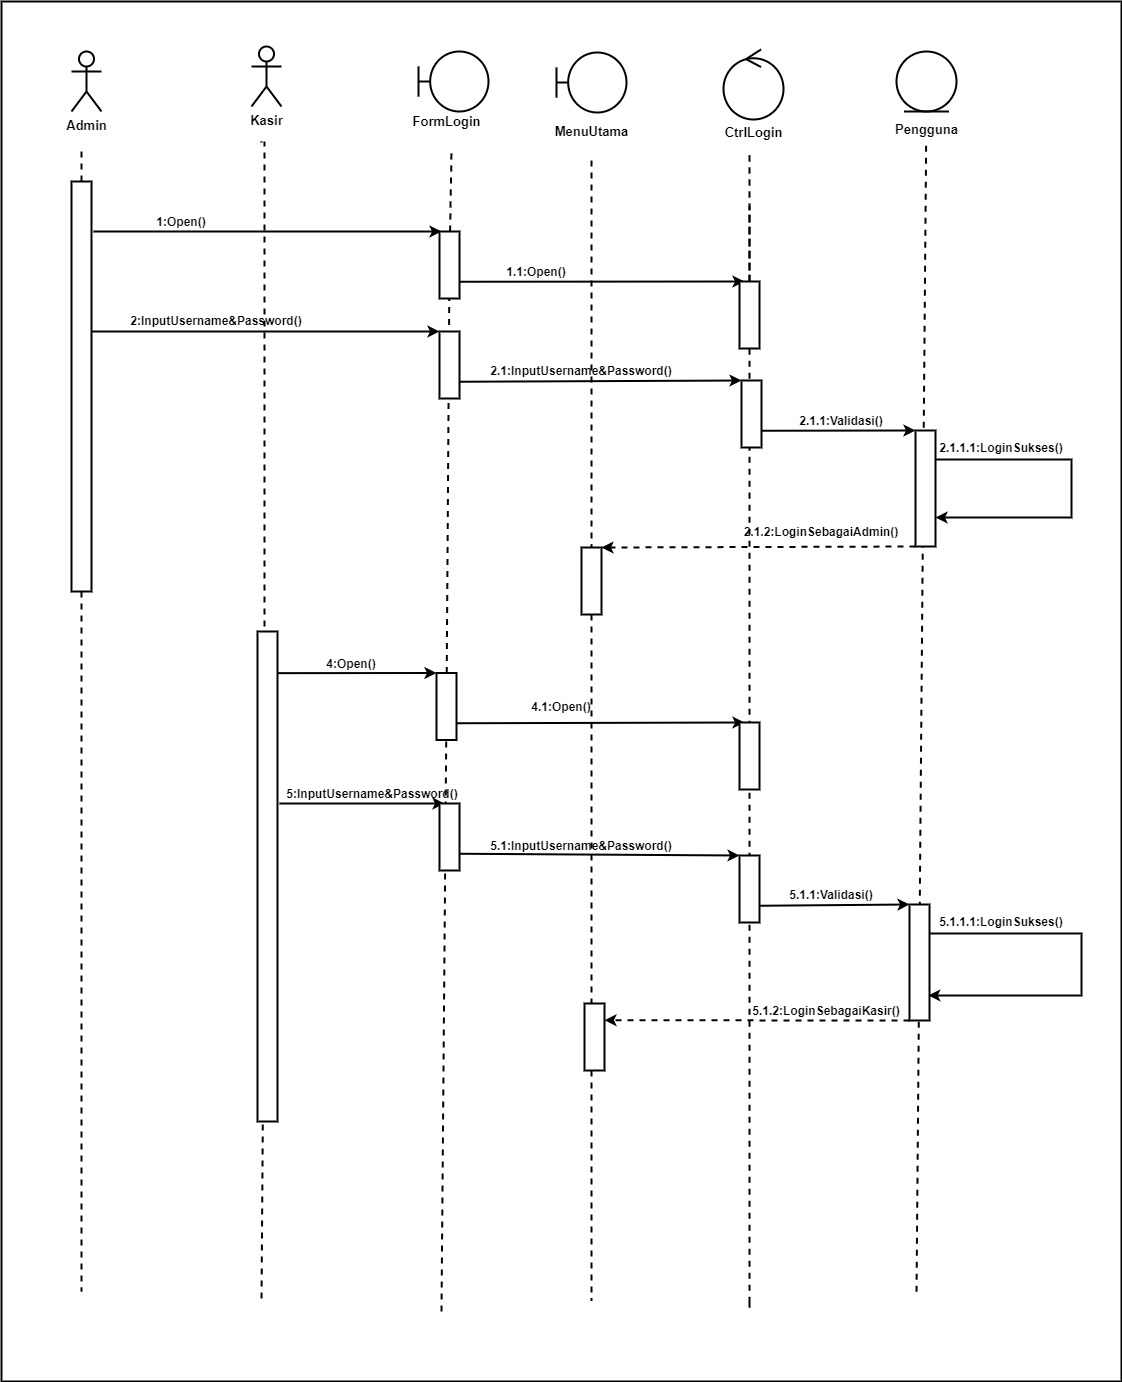 Admin
Kasir
FormLogin
MenuUtama
CtrlLogin
Pengguna
1:Open()
1.1:Open()
2:InputUsername&Password()
2.1:InputUsername&Password()
2.1.1:Validasi()
2.1.1.1:LoginSukses()
2.1.2:LoginSebagaiAdmin()
4:Open()
4.1:Open()
5:InputUsername&Password()
5.1:InputUsername&Password()
5.1.1:Validasi()
5.1.1.1:LoginSukses()
5.1.2:LoginSebagaiKasir()